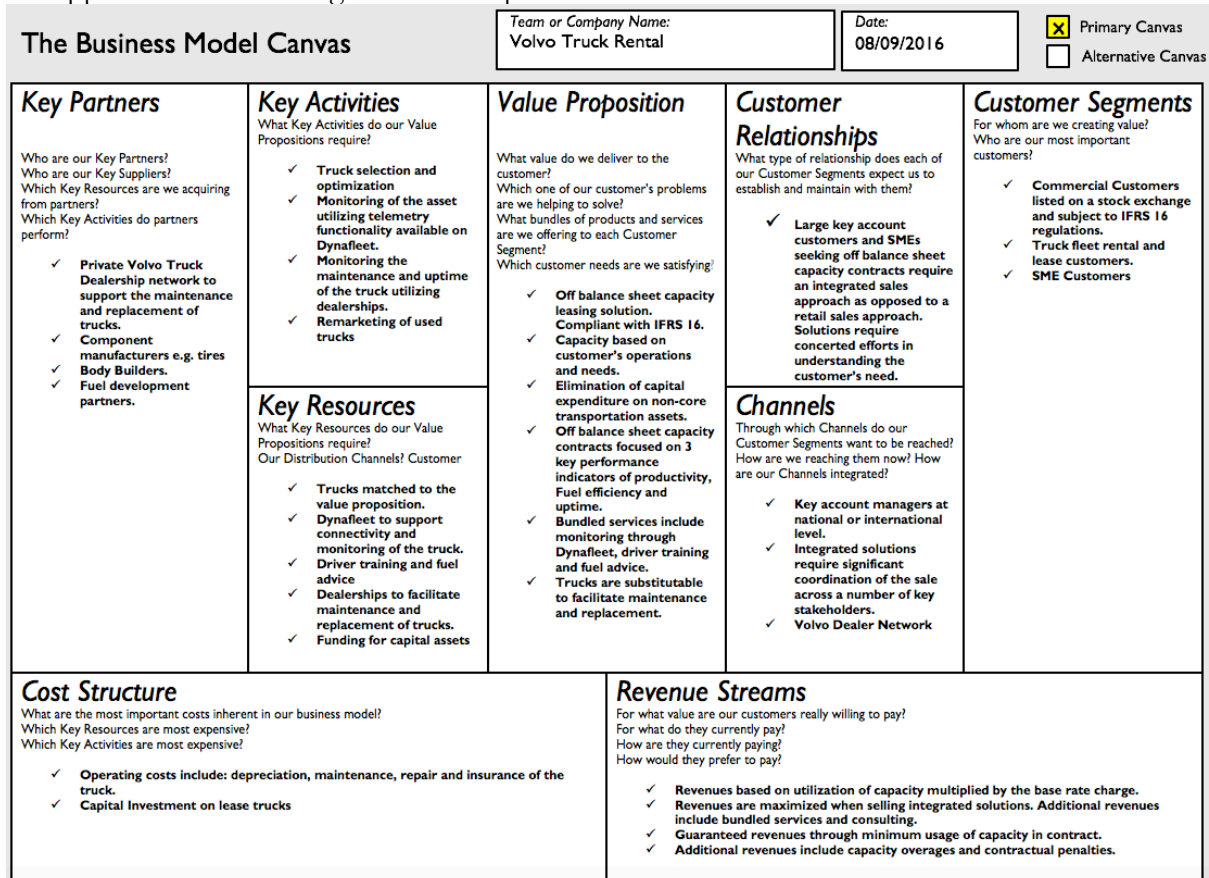 The Business Model Canvas
Team or Company Name:
Volvo Truck Rental
Date:
08/09/2016
X
Primary Canvas
Alternative Canvas
Key Partners
Who are our Key Partners?
Who are our Key Suppliers?
Which Key Resources are we acquiring
from partners?
Which Key Activities do partners
perform?
✓ Private Volvo Truck
Dealership network to
support the maintenance
and replacement of
trucks.
✓ Component
manufacturers e.g. tires
✓ Body Builders.
✓ Fuel development
partners.
Key Activities
What Key Activities do our Value
Propositions require?
✓ Truck selection and
optimization
✓ Monitoring of the asset
utilizing telemetry
functionality available on
Dynafleet.
✓ Monitoring the
maintenance and uptime
of the truck utilizing
dealerships.
✓ Remarketing of used
trucks
Key Resources
What Key Resources do our Value
Propositions require?
Our Distribution Channels? Customer
✓ Trucks matched to the
value proposition.
✓ Dynafleet to support
connectivity and
monitoring of the truck.
✓ Driver training and fuel
advice
✓ Dealerships to facilitate
maintenance and
replacement of trucks.
✓ Funding for capital assets
Value Proposition
What value do we deliver to the
customer?
Which one of our customer's problems
are we helping to solve?
What bundles of products and services
are we offering to each Customer
Segment?
Which customer needs are we satisfying?
✓ Off balance sheet capacity
leasing solution.
Compliant with IFRS 16.
✓ Capacity based on
customer's operations
and needs.
✓ Elimination of capital
expenditure on non-core
transportation assets.
✓ Off balance sheet capacity
contracts focused on 3
key performance
indicators of productivity,
Fuel efficiency and
uptime.
✓ Bundled services include
monitoring through
Dynafleet, driver training
and fuel advice.
✓ Trucks are substitutable
to facilitate maintenance
and replacement.
Customer
Relationships
What type of relationship does each of
our Customer Segments expect us to
establish and maintain with them?
✓ Large key account
customers and SMEs
seeking off balance sheet
capacity contracts require
an integrated sales
approach as opposed to a
retail sales approach.
Solutions require
concerted efforts in
understanding the
customer's need.
Channels
Through which Channels do our
Customer Segments want to be reached?
How are we reaching them now? How
are our Channels integrated?
✓ Key account managers at
national or international
level.
✓ Integrated solutions
require significant
coordination of the sale
across a number of key
stakeholders.
✓ Volvo Dealer Network
Customer Segments
For whom are we creating value?
Who are our most important
customers?
✓ Commercial Customers
listed on a stock exchange
and subject to IFRS 16
regulations.
✓ Truck fleet rental and
lease customers.
✓ SME Customers
Cost Structure
What are the most important costs inherent in our business model?
Which Key Resources are most expensive?
Which Key Activities are most expensive?
✓ Operating costs include: depreciation, maintenance, repair and insurance of the
truck.
✓ Capital Investment on lease trucks
Revenue Streams
For what value are our customers really willing to pay?
For what do they currently pay?
How are they currently paying?
How would they prefer to pay?
✓ Revenues based on utilization of capacity multiplied by the base rate charge.
✓ Revenues are maximized when selling integrated solutions. Additional revenues
include bundled services and consulting.
✓ Guaranteed revenues through minimum usage of capacity in contract.
✓ Additional revenues include capacity overages and contractual penalties.